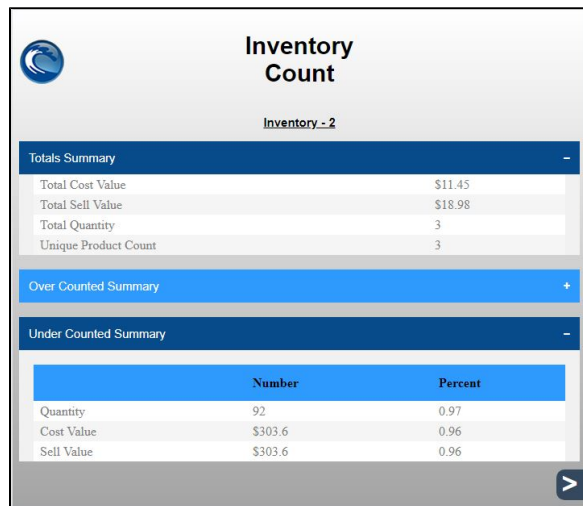 Inventory
Count
Inventory - 2
Totals Summary –
Total Cost Value $11.45
Total Sell Value $18.98
Total Quantity 3
Unique Product Count 3
Over Counted Summary +
Under Counted Summary –
Number Percent
Quantity 92 0.97
Cost Value $303.6 0.96
Sell Value $303.6 0.96
>